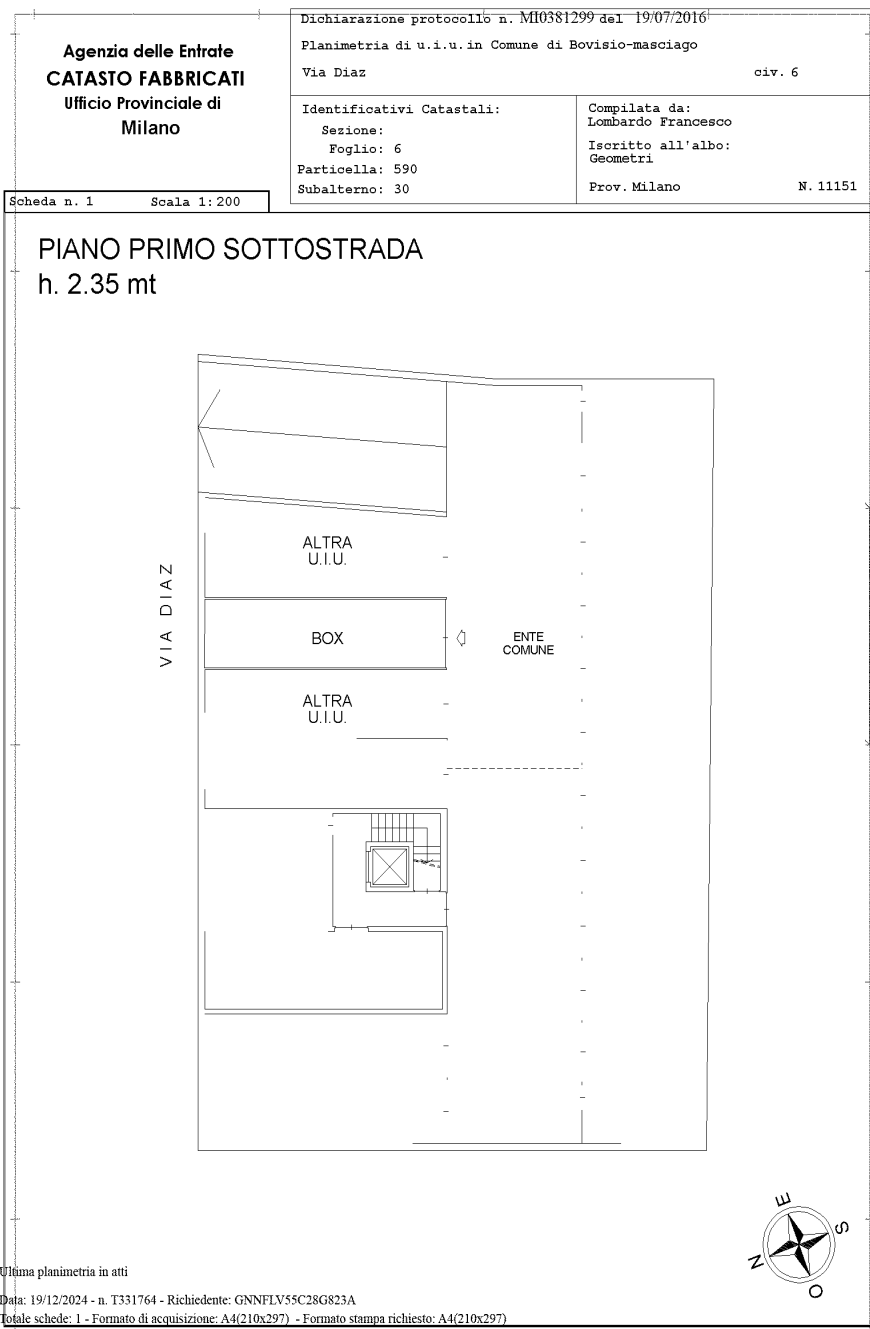 Agenzia delle Entrate
CATASTO FABBRICATI
Ufficio Provinciale di
Milano
Dichiarazione protocollo n. MI0381299 del 19/07/2016
Planimetria di u.i.u. in Comune di Bovisio-masciago
Via Diaz civ. 6
Identificativi Catastali:
Sezione:
Foglio: 6
Particella: 590
Subalterno: 30
Compilata da:
Lombardo Francesco
Iscritto all'albo:
Geometri
Prov. Milano N. 11151
Scheda n. 1 Scala 1:200
PIANO PRIMO SOTTOSTRADA
h. 2.35 mt
ALTRA
U.I.U.
VIA DIAZ
BOX
ENTE
COMUNE
ALTRA
U.I.U.
E
S
N
O
Ultima planimetria in atti
Data: 19/12/2024 - n. T331764 - Richiedente: GNNFLV55C28G823A
Totale schede: 1 - Formato di acquisizione: A4(210x297) - Formato stampa richiesto: A4(210x297)